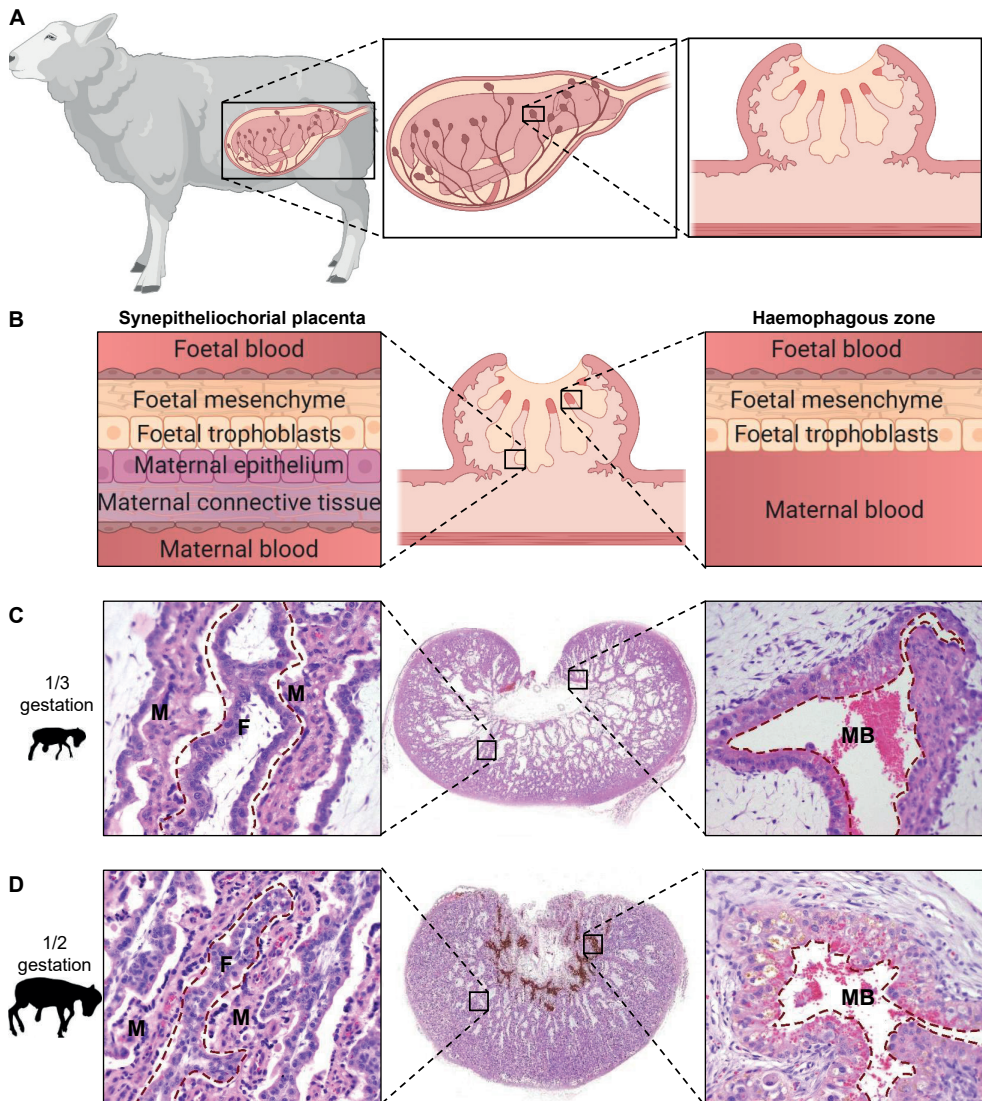 A
B
Synepitheliochorial placenta
Haemophagous zone
Foetal blood
Foetal mesenchyme
Foetal trophoblasts
Maternal epithelium
Maternal connective tissue
Maternal blood
Foetal blood
Foetal mesenchyme
Foetal trophoblasts
Maternal blood
C
1/3
gestation
M
F
M
MB
D
1/2
gestation
M
F
M
MB